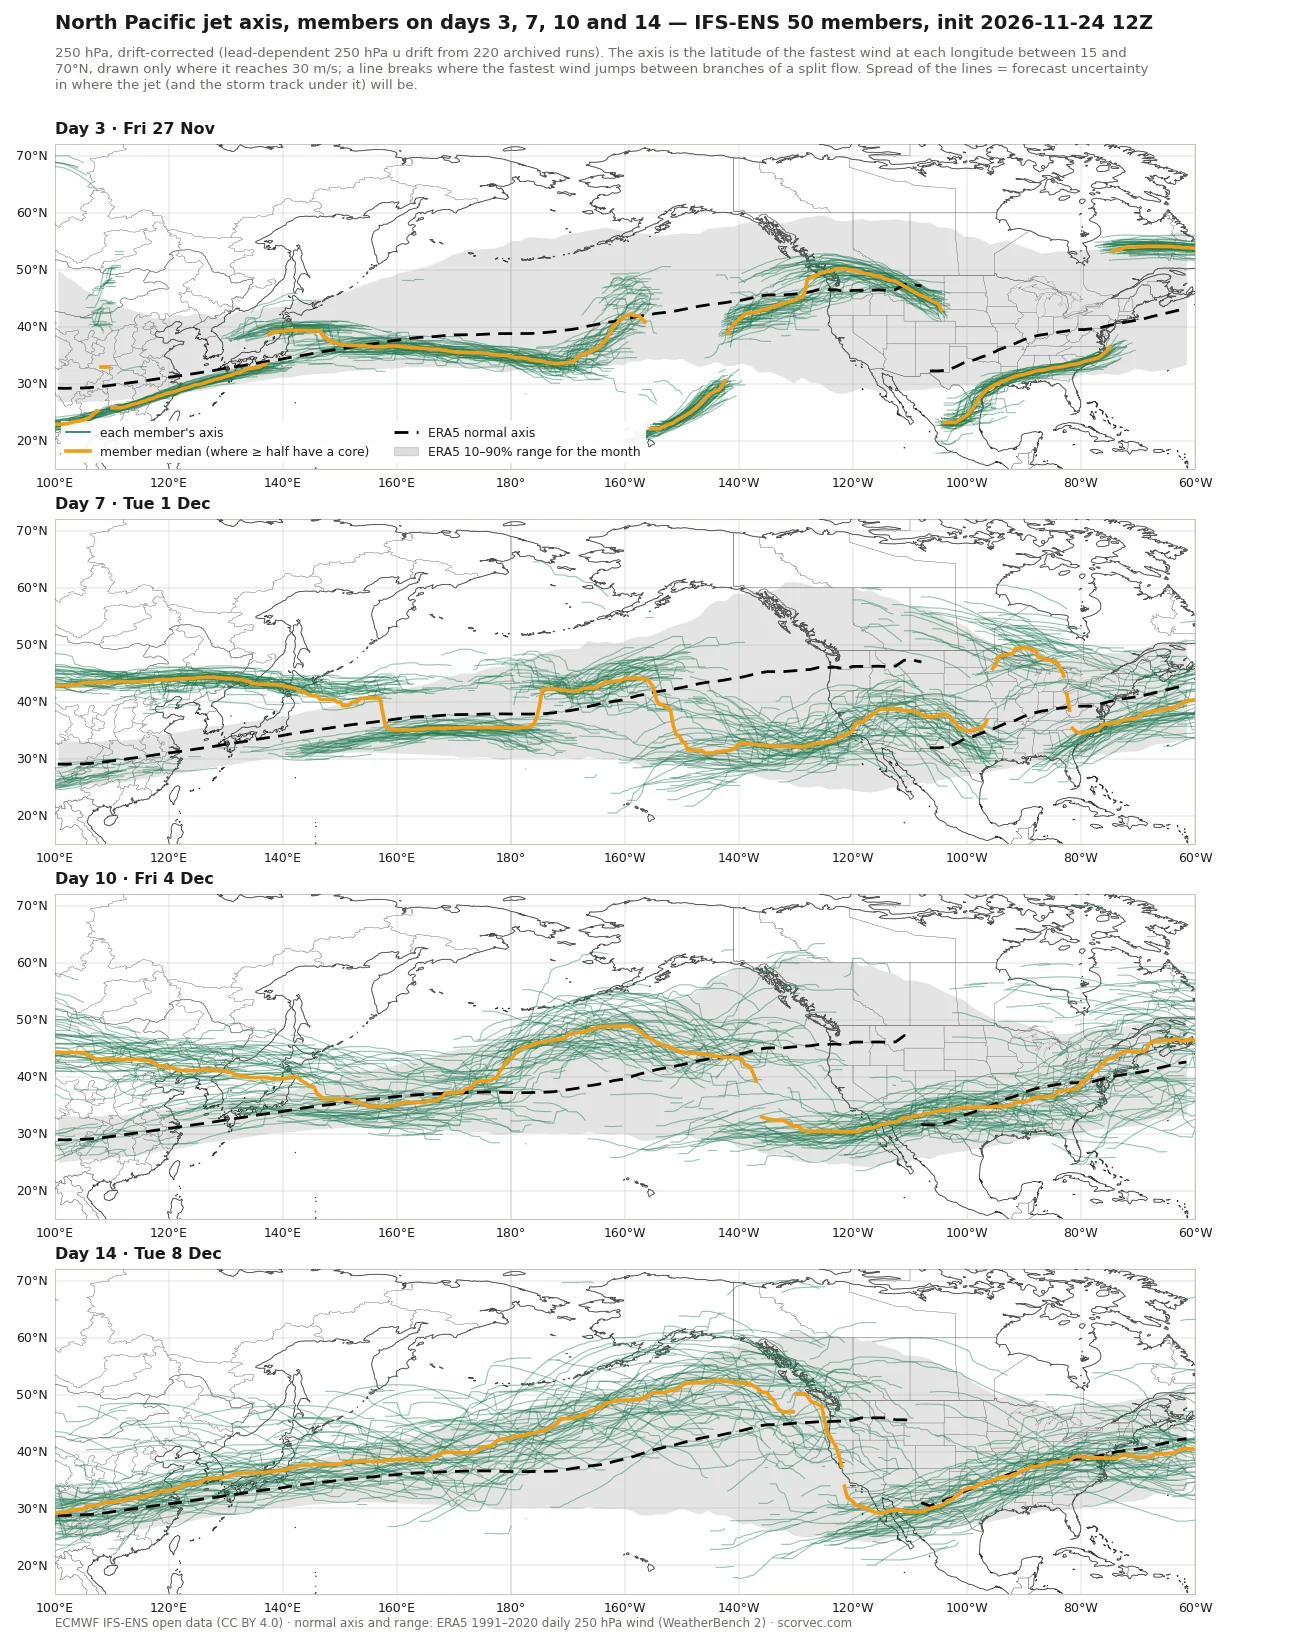 North Pacific jet axis, members on days 3, 7, 10 and 14 — IFS-ENS 50 members, init 2026-11-24 12Z
250 hPa, drift-corrected (lead-dependent 250 hPa u drift from 220 archived runs). The axis is the latitude of the fastest wind at each longitude between 15 and
70°N, drawn only where it reaches 30 m/s; a line breaks where the fastest wind jumps between branches of a split flow. Spread of the lines = forecast uncertainty
in where the jet (and the storm track under it) will be.
Day 3 · Fri 27 Nov
70°N
60°N
50°N
40°N
30°N
20°N
each member's axis
member median (where ≥ half have a core)
ERA5 normal axis
ERA5 10–90% range for the month
100°E 120°E 140°E 160°E 180° 160°W 140°W 120°W 100°W 80°W 60°W
Day 7 · Tue 1 Dec
70°N
60°N
50°N
40°N
30°N
20°N
100°E 120°E 140°E 160°E 180° 160°W 140°W 120°W 100°W 80°W 60°W
Day 10 · Fri 4 Dec
70°N
60°N
50°N
40°N
30°N
20°N
100°E 120°E 140°E 160°E 180° 160°W 140°W 120°W 100°W 80°W 60°W
Day 14 · Tue 8 Dec
70°N
60°N
50°N
40°N
30°N
20°N
100°E 120°E 140°E 160°E 180° 160°W 140°W 120°W 100°W 80°W 60°W
ECMWF IFS-ENS open data (CC BY 4.0) · normal axis and range: ERA5 1991–2020 daily 250 hPa wind (WeatherBench 2) · scorvec.com